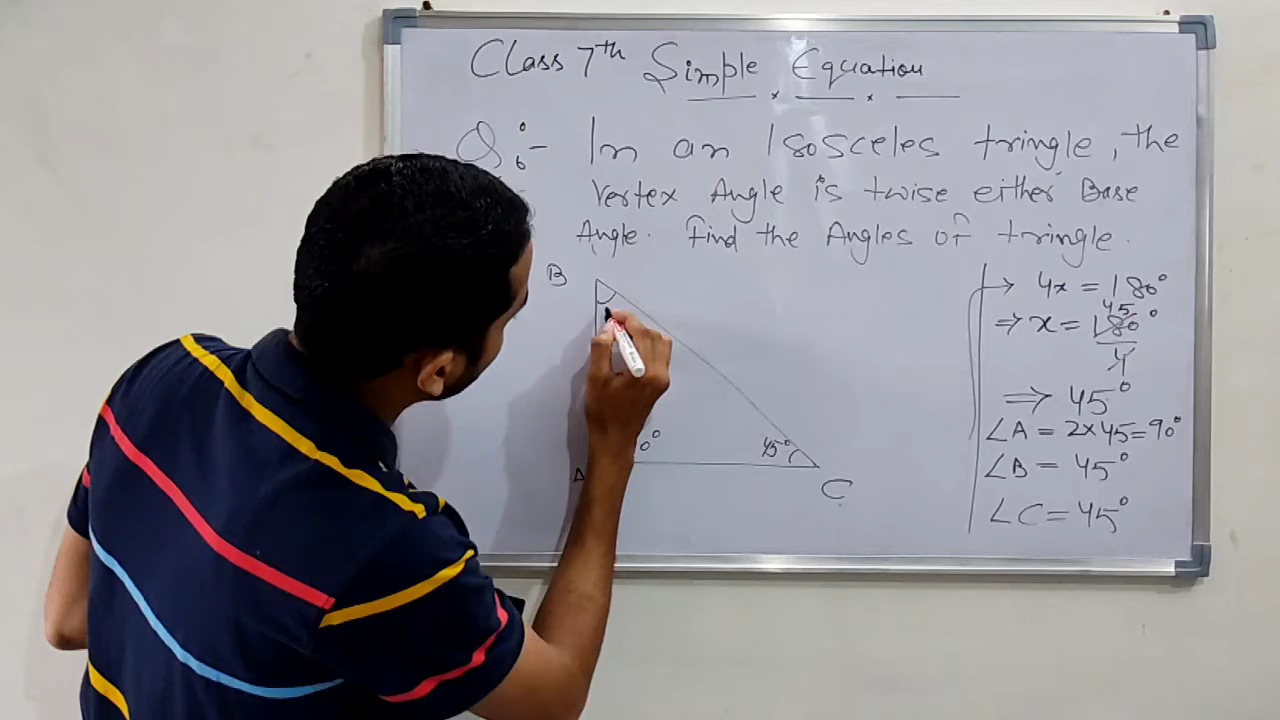 Class 7th Simple Equation
Q6:- In an Isosceles tringle, the
Vertex Angle is twise either Base
Angle. Find the Angles of tringle.
B
45°
C
→ 4x = 180°
⇒ x = 180°/4 45
⇒ 45°
∠A = 2x45=90°
∠B = 45°
∠C = 45°